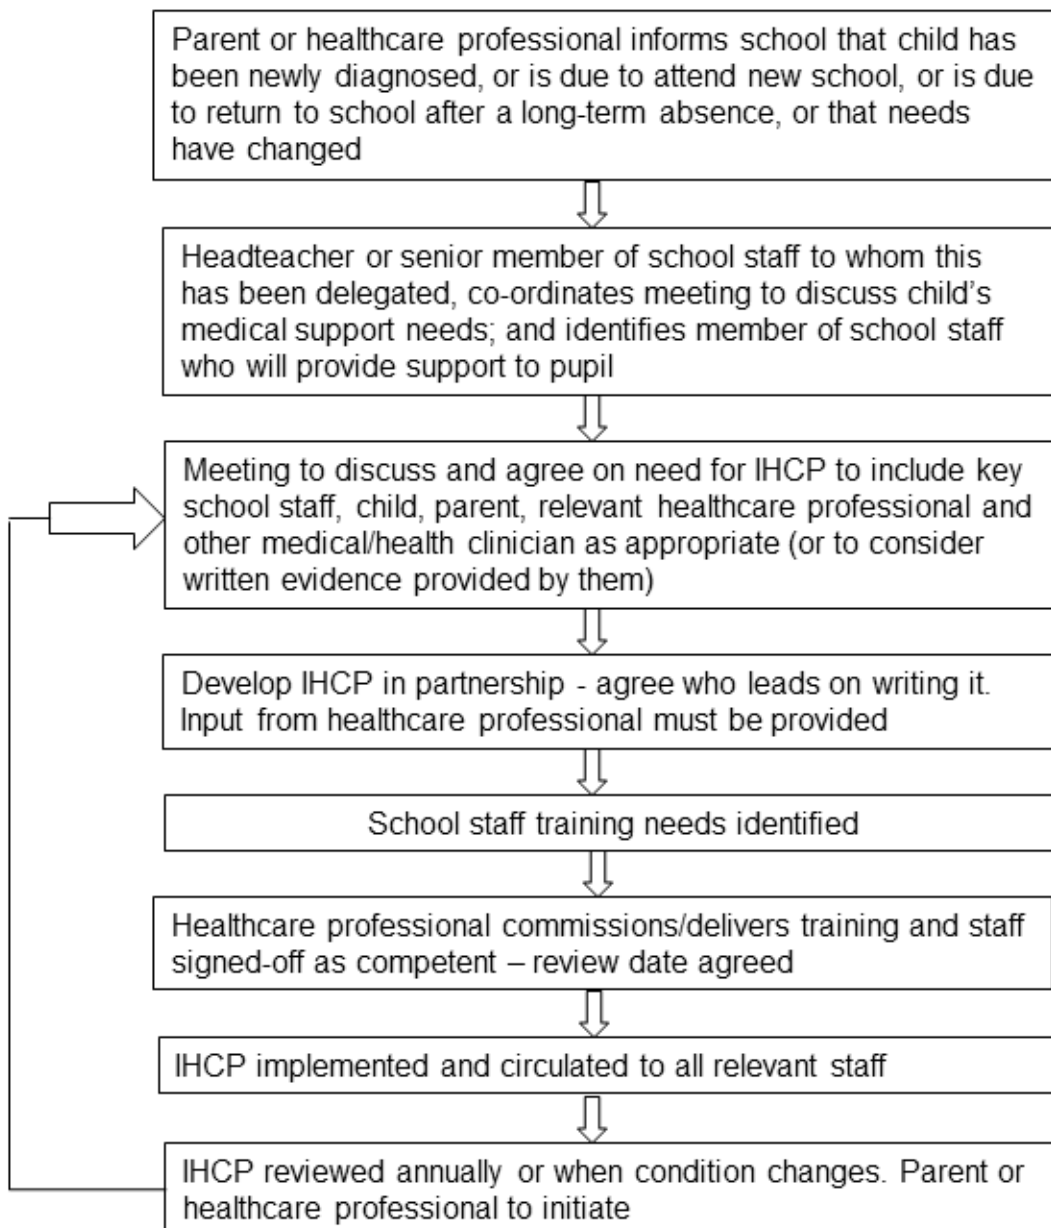 Parent or healthcare professional informs school that child has
been newly diagnosed, or is due to attend new school, or is due
to return to school after a long-term absence, or that needs
have changed
Headteacher or senior member of school staff to whom this
has been delegated, co-ordinates meeting to discuss child’s
medical support needs; and identifies member of school staff
who will provide support to pupil
Meeting to discuss and agree on need for IHCP to include key
school staff, child, parent, relevant healthcare professional and
other medical/health clinician as appropriate (or to consider
written evidence provided by them)
Develop IHCP in partnership - agree who leads on writing it.
Input from healthcare professional must be provided
School staff training needs identified
Healthcare professional commissions/delivers training and staff
signed-off as competent – review date agreed
IHCP implemented and circulated to all relevant staff
IHCP reviewed annually or when condition changes. Parent or
healthcare professional to initiate